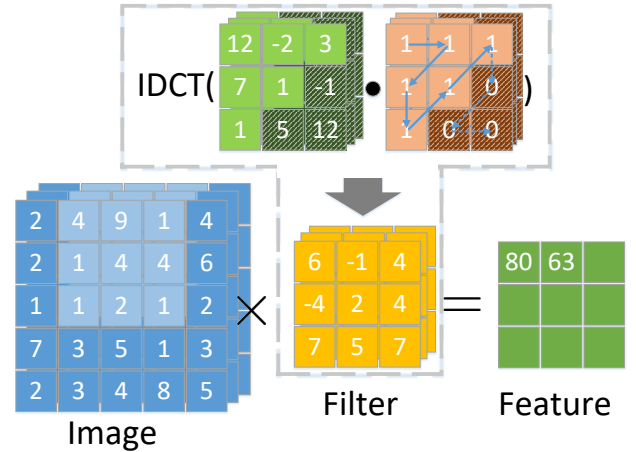 12 -2 3 1 1 1
IDCT( 7 1 -1 • 1 1 0 )
1 5 12 1 0 0
2 4 9 1 4
2 1 4 4 6
1 1 2 1 2
7 3 5 1 3
2 3 4 8 5
×
6 -1 4
-4 2 4
7 5 7
=
80 63
Image
Filter
Feature